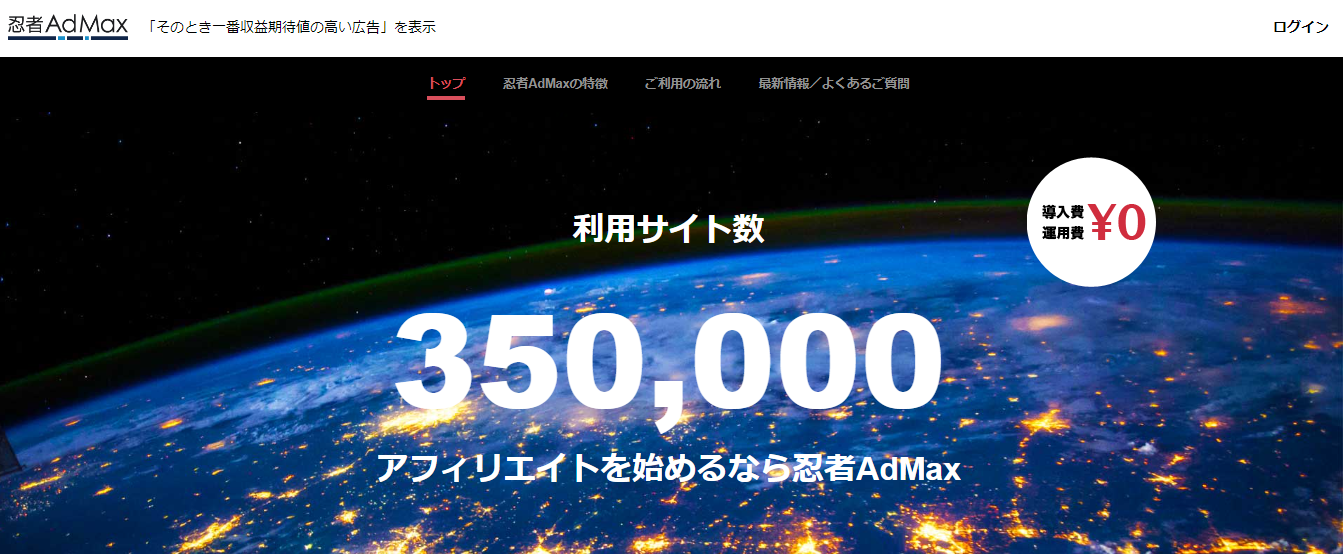 忍者AdMax
「そのとき一番収益期待値の高い広告」を表示
ログイン
トップ
忍者AdMaxの特徴
ご利用の流れ
最新情報／よくあるご質問
利用サイト数
導入費
運用費
¥0
350,000
アフィリエイトを始めるなら忍者AdMax